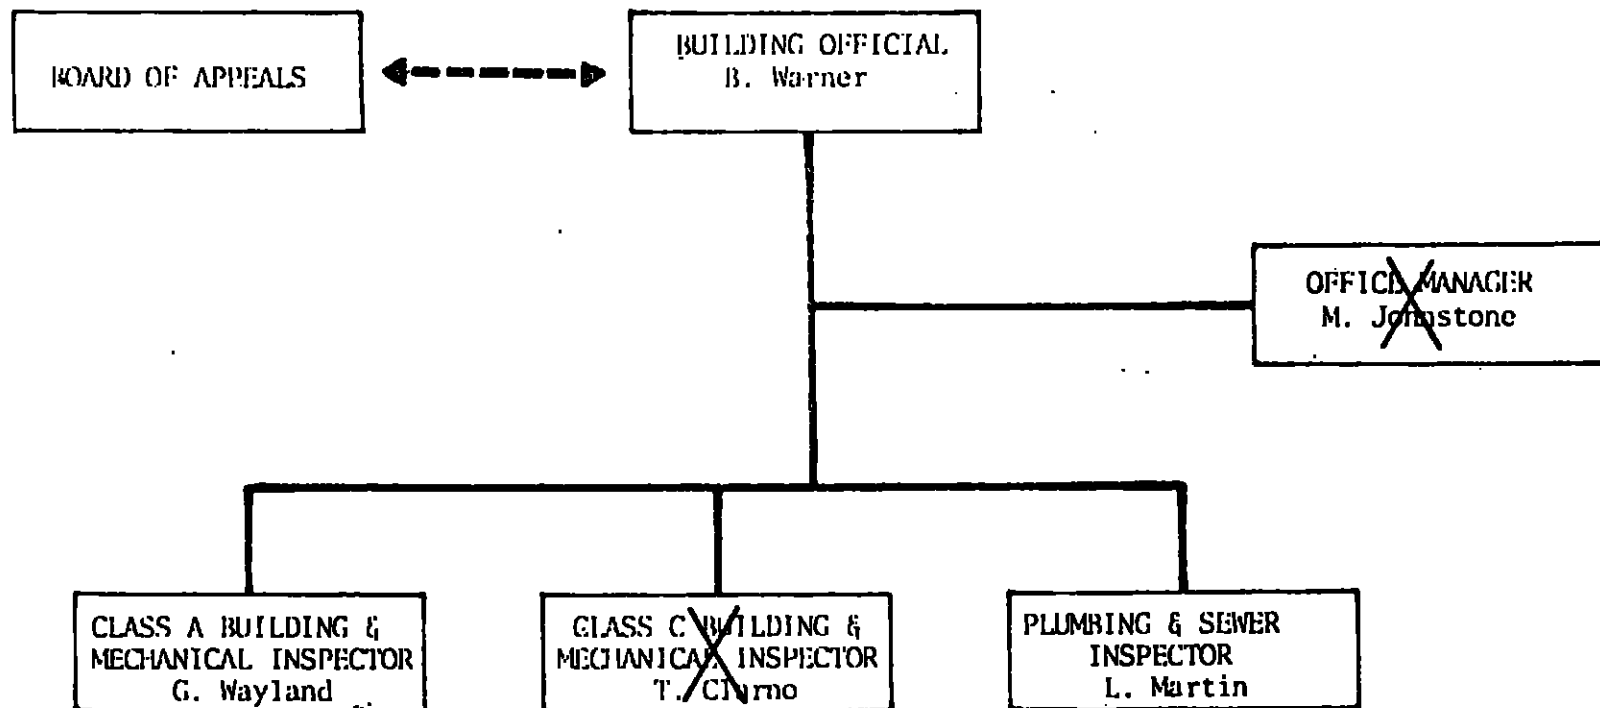 BOARD OF APPEALS
BUILDING OFFICIAL
B. Warner
OFFICE MANAGER
M. Johnstone
CLASS A BUILDING &
MECHANICAL INSPECTOR
G. Wayland
CLASS C BUILDING &
MECHANICAL INSPECTOR
T. Clarno
PLUMBING & SEWER
INSPECTOR
L. Martin